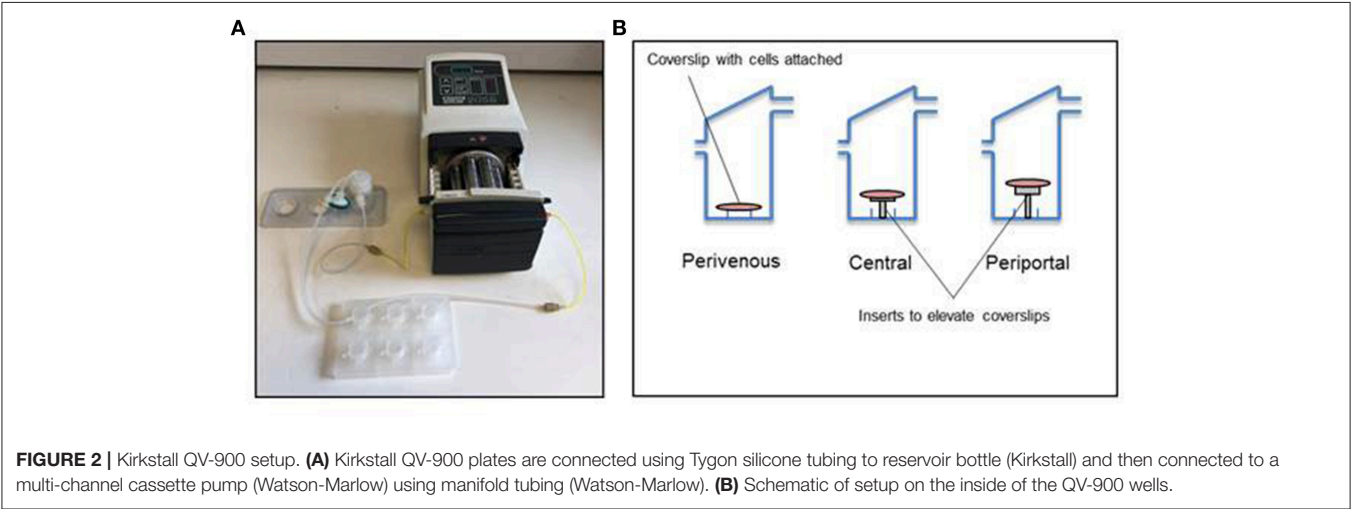 A
B
Coverslip with cells attached
Perivenous
Central
Periportal
Inserts to elevate coverslips
FIGURE 2 | Kirkstall QV-900 setup. (A) Kirkstall QV-900 plates are connected using Tygon silicone tubing to reservoir bottle (Kirkstall) and then connected to a
multi-channel cassette pump (Watson-Marlow) using manifold tubing (Watson-Marlow). (B) Schematic of setup on the inside of the QV-900 wells.